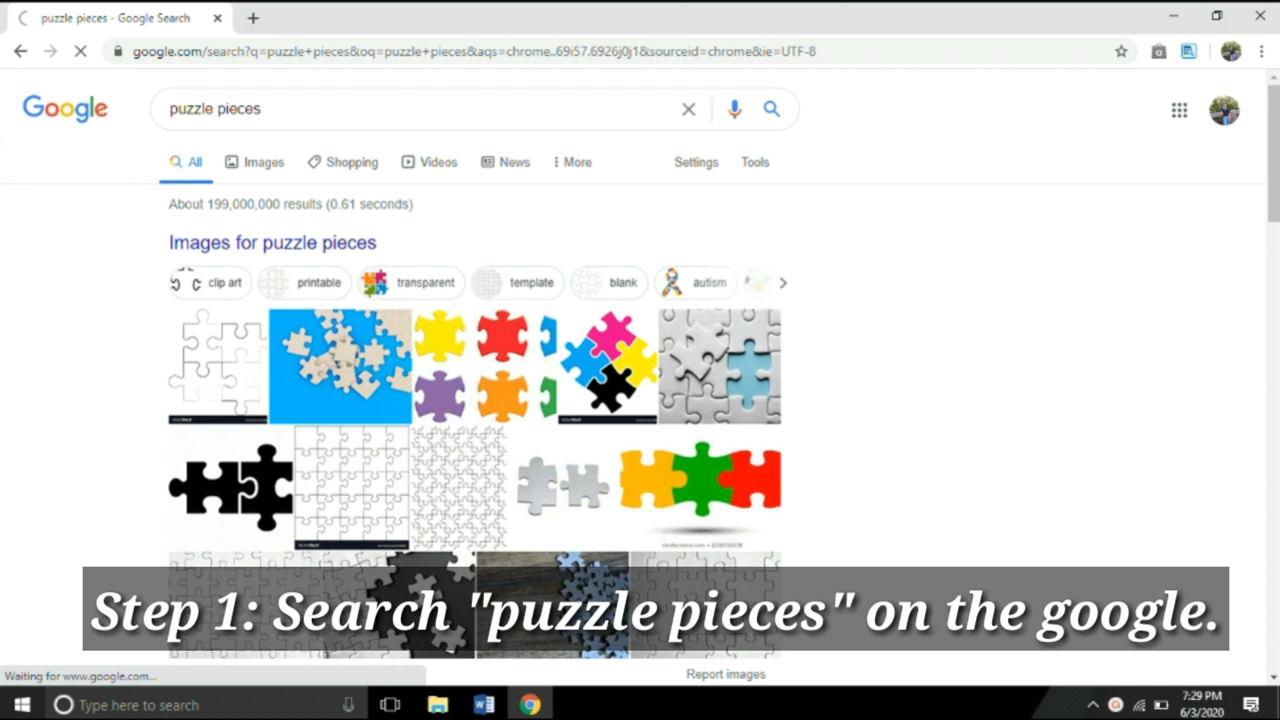 puzzle pieces - Google Search
google.com/search?q=puzzle+pieces&oq=puzzle+pieces&aqs=chrome..69i57.6926j0j1&sourceid=chrome&ie=UTF-8
Google
puzzle pieces
All Images Shopping Videos News More Settings Tools
About 199,000,000 results (0.61 seconds)
Images for puzzle pieces
clip art printable transparent template blank autism
Step 1: Search "puzzle pieces" on the google.
Report images
Waiting for www.google.com...
Type here to search
7:29 PM
6/3/2020